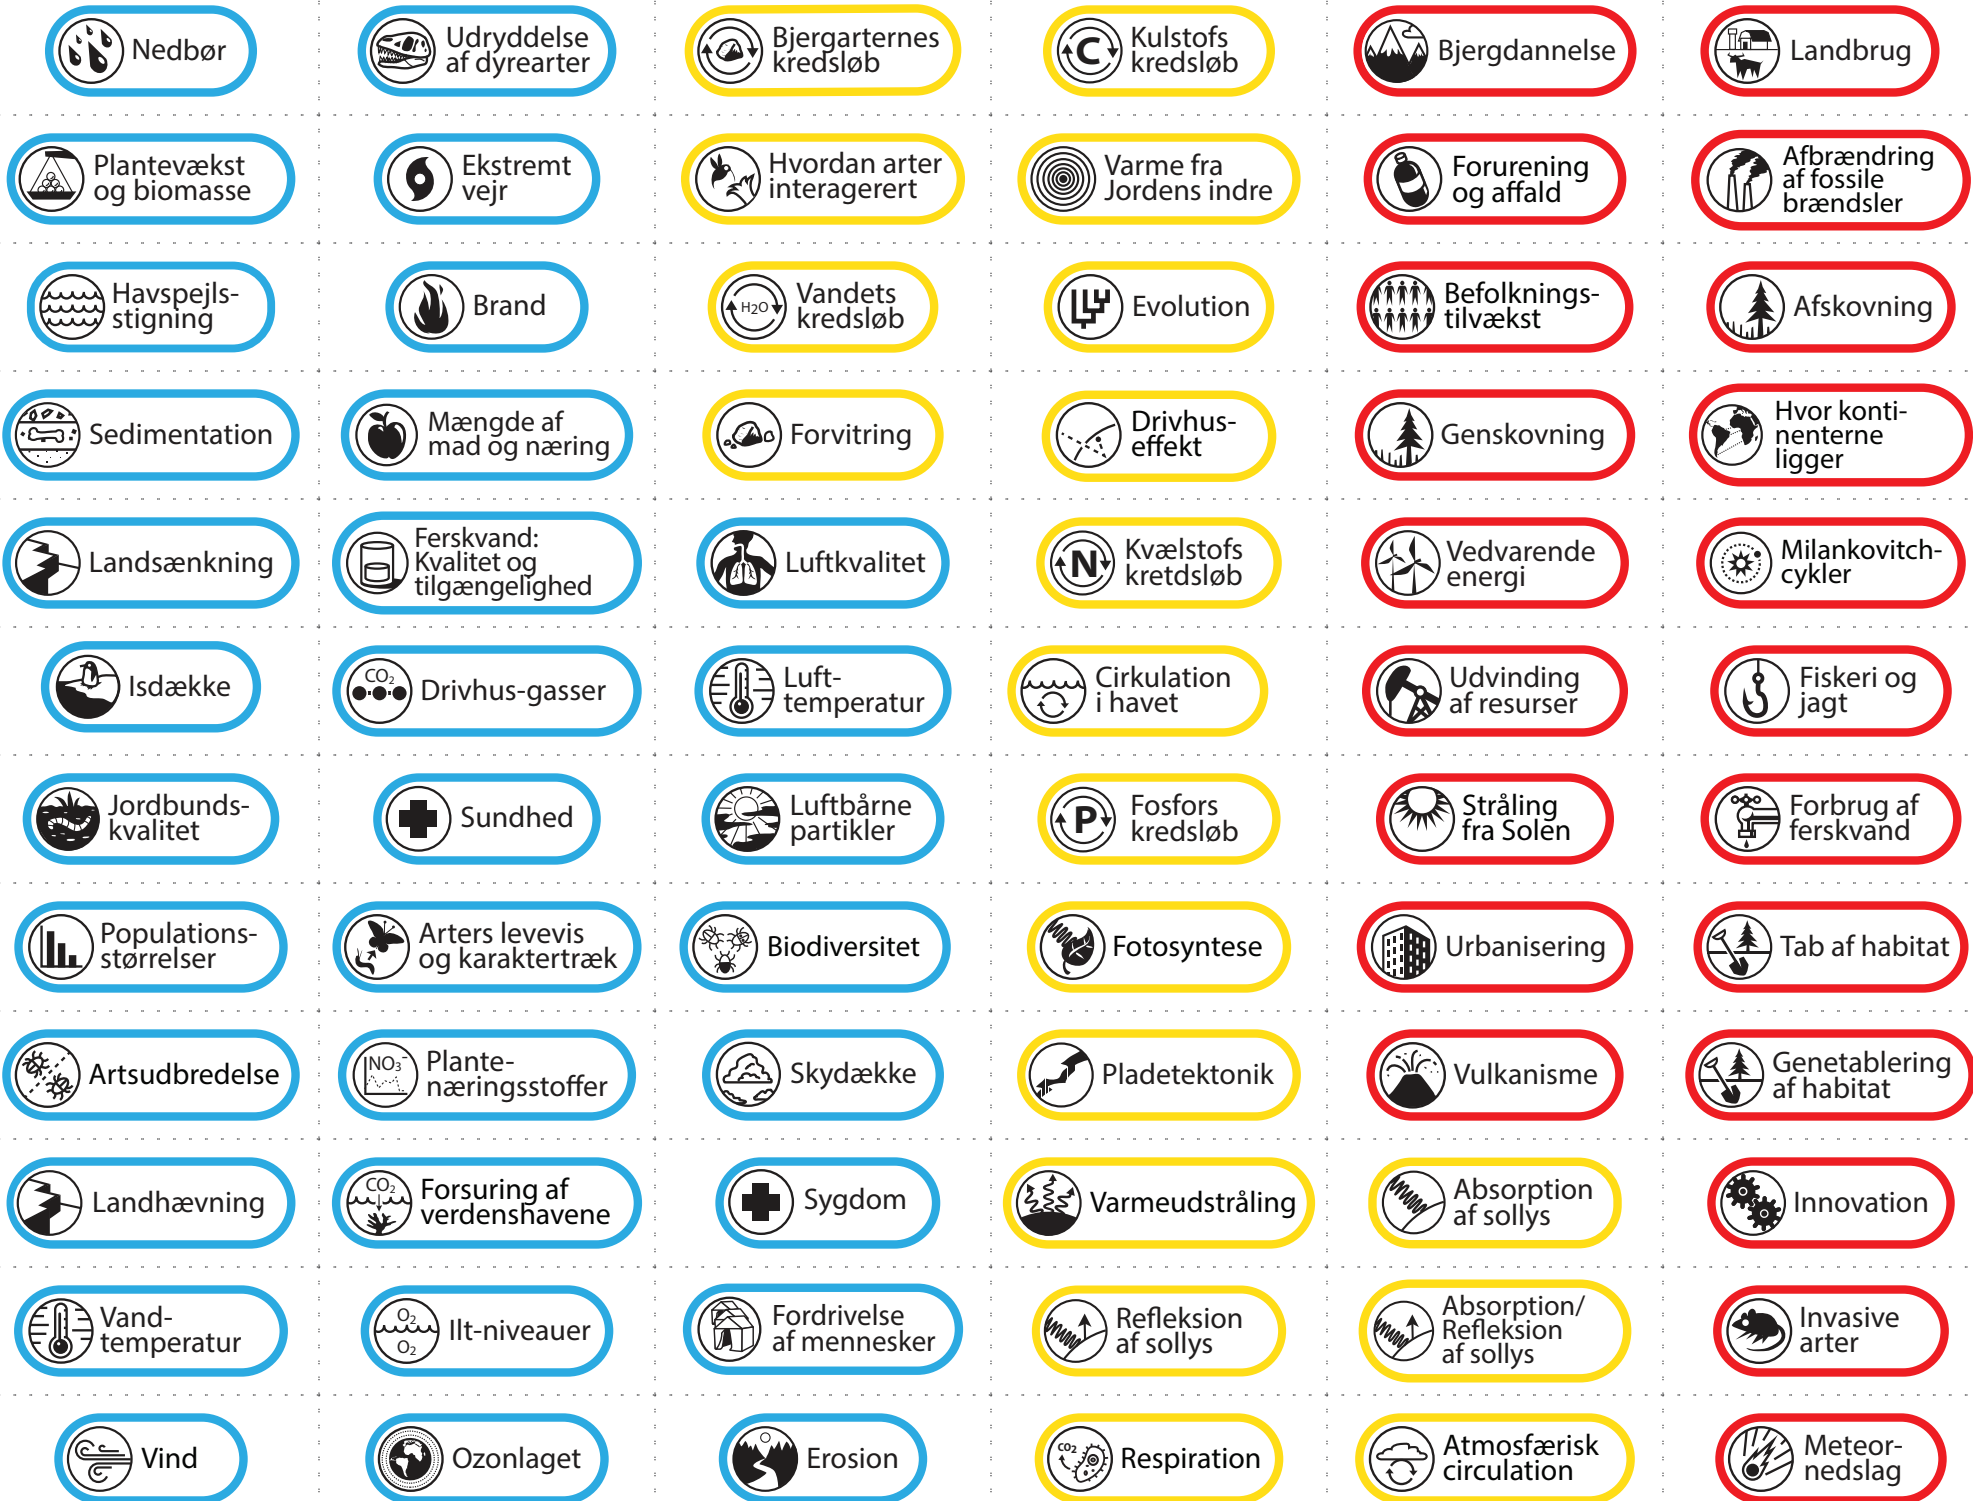 Nedbør
Udryddelse
af dyrearter
Bjergarternes
kredsløb
C
Kulstofs
kredsløb
Bjergdannelse
Landbrug
Plantevækst
og biomasse
Ekstremt
vejr
Hvordan arter
interagerert
Varme fra
Jordens indre
Forurening
og affald
Afbrændring
af fossile
brændsler
Havspejls-
stigning
Brand
H2O
Vandets
kredsløb
Evolution
Befolknings-
tilvækst
Afskovning
Sedimentation
Mængde af
mad og næring
Forvitring
Drivhus-
effekt
Genskovning
Hvor konti-
nenterne
ligger
Landsænkning
Ferskvand:
Kvalitet og
tilgængelighed
Luftkvalitet
N
Kvælstofs
kretdsløb
Vedvarende
energi
Milankovitch-
cykler
Isdække
CO₂
Drivhus-gasser
Luft-
temperatur
Cirkulation
i havet
Udvinding
af resurser
Fiskeri og
jagt
Jordbunds-
kvalitet
Sundhed
Luftbårne
partikler
P
Fosfors
kredsløb
Stråling
fra Solen
Forbrug af
ferskvand
Populations-
størrelser
Arters levevis
og karaktertræk
Biodiversitet
Fotosyntese
Urbanisering
Tab af habitat
Artsudbredelse
NO₃⁻
Plante-
næringsstoffer
Skydække
Pladetektonik
Vulkanisme
Genetablering
af habitat
Landhævning
CO₂
Forsuring af
verdenshavene
Sygdom
Varmeudstråling
Absorption
af sollys
Innovation
Vand-
temperatur
O₂
O₂
Ilt-niveauer
Fordrivelse
af mennesker
Refleksion
af sollys
Absorption/
Refleksion
af sollys
Invasive
arter
Vind
Ozonlaget
Erosion
CO₂
Respiration
Atmosfærisk
circulation
Meteor-
nedslag